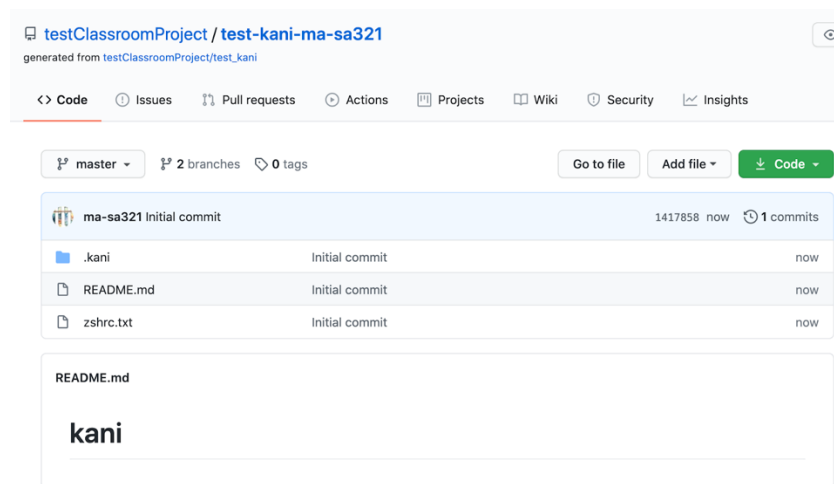 testClassroomProject / test-kani-ma-sa321
generated from testClassroomProject/test_kani
<> Code Issues Pull requests Actions Projects Wiki Security Insights
master 2 branches 0 tags Go to file Add file Code
ma-sa321 Initial commit 1417858 now 1 commits
.kani Initial commit now
README.md Initial commit now
zshrc.txt Initial commit now
README.md
kani